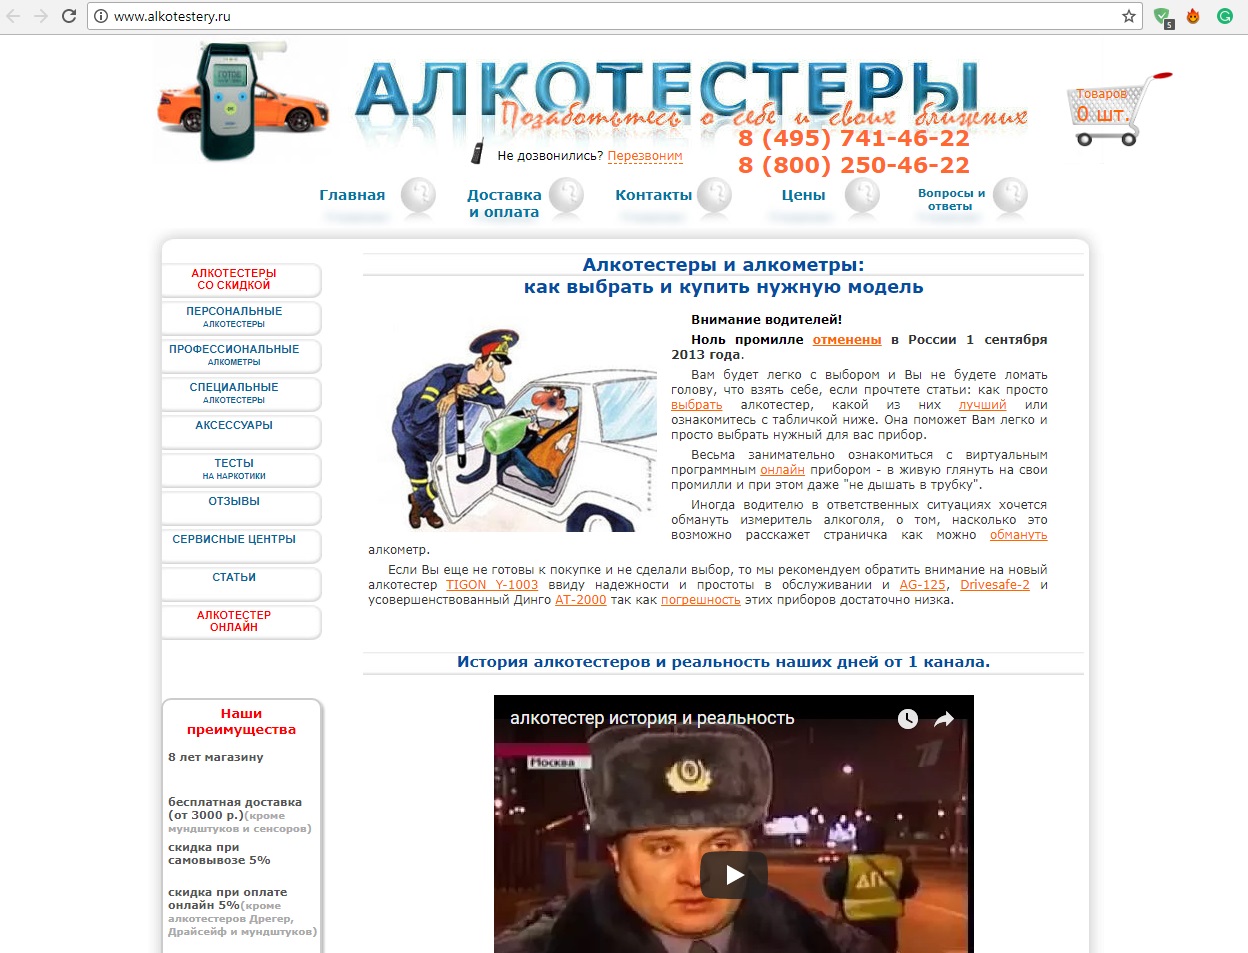 www.alkotestery.ru
5
ГОТОВ
АЛКОТЕСТЕРЫ
Позаботьтесь о себе и своих ближних
Товаров
0 шт.
Не дозвонились? Перезвоним
8 (495) 741-46-22
8 (800) 250-46-22
Главная
Доставка
и оплата
Контакты
Цены
Вопросы и
ответы
АЛКОТЕСТЕРЫ
СО СКИДКОЙ
ПЕРСОНАЛЬНЫЕ
АЛКОТЕСТЕРЫ
ПРОФЕССИОНАЛЬНЫЕ
АЛКОМЕТРЫ
СПЕЦИАЛЬНЫЕ
АЛКОТЕСТЕРЫ
АКСЕССУАРЫ
ТЕСТЫ
НА НАРКОТИКИ
ОТЗЫВЫ
СЕРВИСНЫЕ ЦЕНТРЫ
СТАТЬИ
АЛКОТЕСТЕР
ОНЛАЙН
Наши
преимущества
8 лет магазину
бесплатная доставка
(от 3000 р.)(кроме
мундштуков и сенсоров)
скидка при
самовывозе 5%
скидка при оплате
онлайн 5%(кроме
алкотестеров Дрегер,
Драйсейф и мундштуков)
Алкотестеры и алкометры:
как выбрать и купить нужную модель
Внимание водителей!
Ноль промилле отменены в России 1 сентября
2013 года.
Вам будет легко с выбором и Вы не будете ломать
голову, что взять себе, если прочтете статьи: как просто
выбрать алкотестер, какой из них лучший или
ознакомитесь с табличкой ниже. Она поможет Вам легко и
просто выбрать нужный для вас прибор.
Весьма занимательно ознакомиться с виртуальным
программным онлайн прибором - в живую глянуть на свои
промилли и при этом даже "не дышать в трубку".
Иногда водителю в ответственных ситуациях хочется
обмануть измеритель алкоголя, о том, насколько это
возможно расскажет страничка как можно обмануть
алкометр.
Если Вы еще не готовы к покупке и не сделали выбор, то мы рекомендуем обратить внимание на новый
алкотестер TIGON Y-1003 ввиду надежности и простоты в обслуживании и AG-125, Drivesafe-2 и
усовершенствованный Динго АТ-2000 так как погрешность этих приборов достаточно низка.
История алкотестеров и реальность наших дней от 1 канала.
алкотестер история и реальность
Москва
ДПС